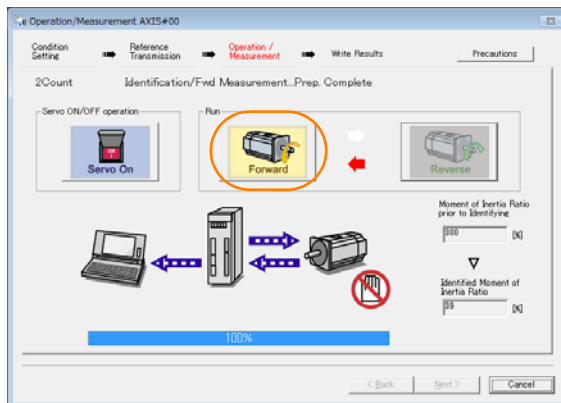 Operation/Measurement AXIS#00
Condition Setting
Reference Transmission
Operation / Measurement
Write Results
Precautions
2Count
Identification/Fwd Measurement...Prep. Complete
Servo ON/OFF operation
Servo On
Run
Forward
Reverse
Moment of Inertia Ratio
prior to Identifying
300 [%]
Identified Moment of
Inertia Ratio
99 [%]
100%
< Back
Next >
Cancel